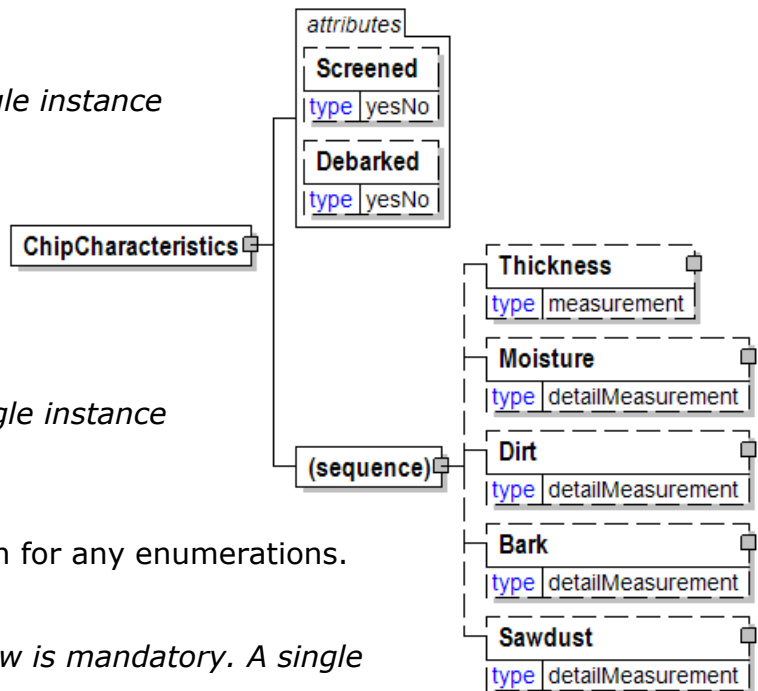 attributes
Screened
type yesNo
Debarked
type yesNo
gle instance
ChipCharacteristics
Thickness
type measurement
Moisture
type detailMeasurement
gle instance
Dirt
type detailMeasurement
(sequence)
Bark
type detailMeasurement
n for any enumerations.
Sawdust
type detailMeasurement
w is mandatory. A single